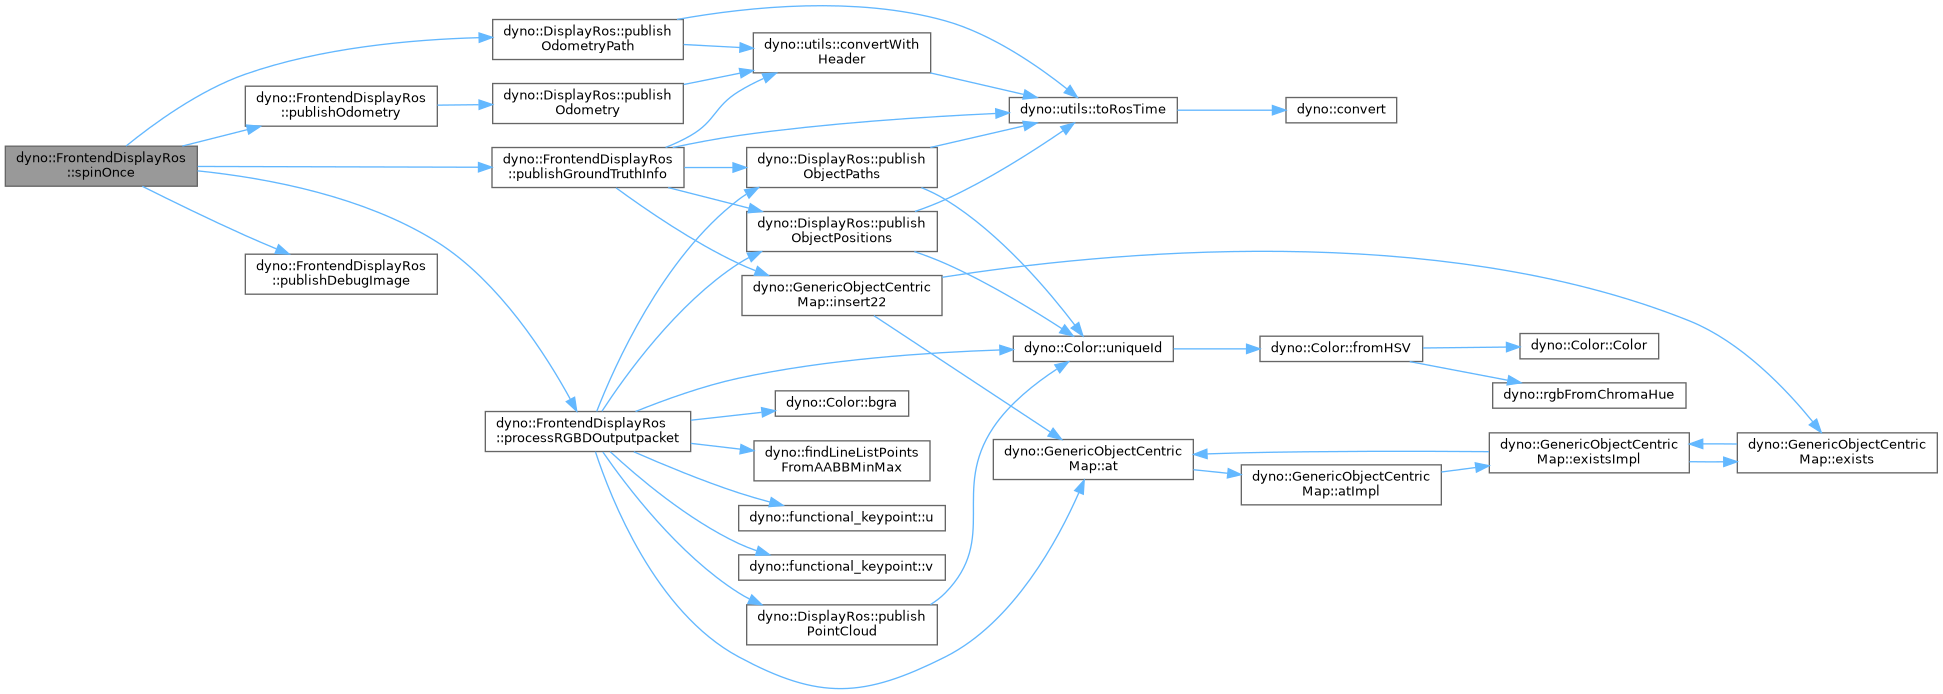 dyno::FrontendDisplayRos
::spinOnce
dyno::FrontendDisplayRos
::publishOdometry
dyno::FrontendDisplayRos
::publishDebugImage
dyno::DisplayRos::publish
OdometryPath
dyno::DisplayRos::publish
Odometry
dyno::FrontendDisplayRos
::publishGroundTruthInfo
dyno::FrontendDisplayRos
::processRGBDOutputpacket
dyno::utils::convertWith
Header
dyno::DisplayRos::publish
ObjectPaths
dyno::DisplayRos::publish
ObjectPositions
dyno::GenericObjectCentric
Map::insert22
dyno::Color::bgra
dyno::findLineListPoints
FromAABBMinMax
dyno::functional_keypoint::u
dyno::functional_keypoint::v
dyno::DisplayRos::publish
PointCloud
dyno::utils::toRosTime
dyno::Color::uniqueId
dyno::GenericObjectCentric
Map::at
dyno::convert
dyno::Color::fromHSV
dyno::GenericObjectCentric
Map::atImpl
dyno::Color::Color
dyno::rgbFromChromaHue
dyno::GenericObjectCentric
Map::existsImpl
dyno::GenericObjectCentric
Map::exists